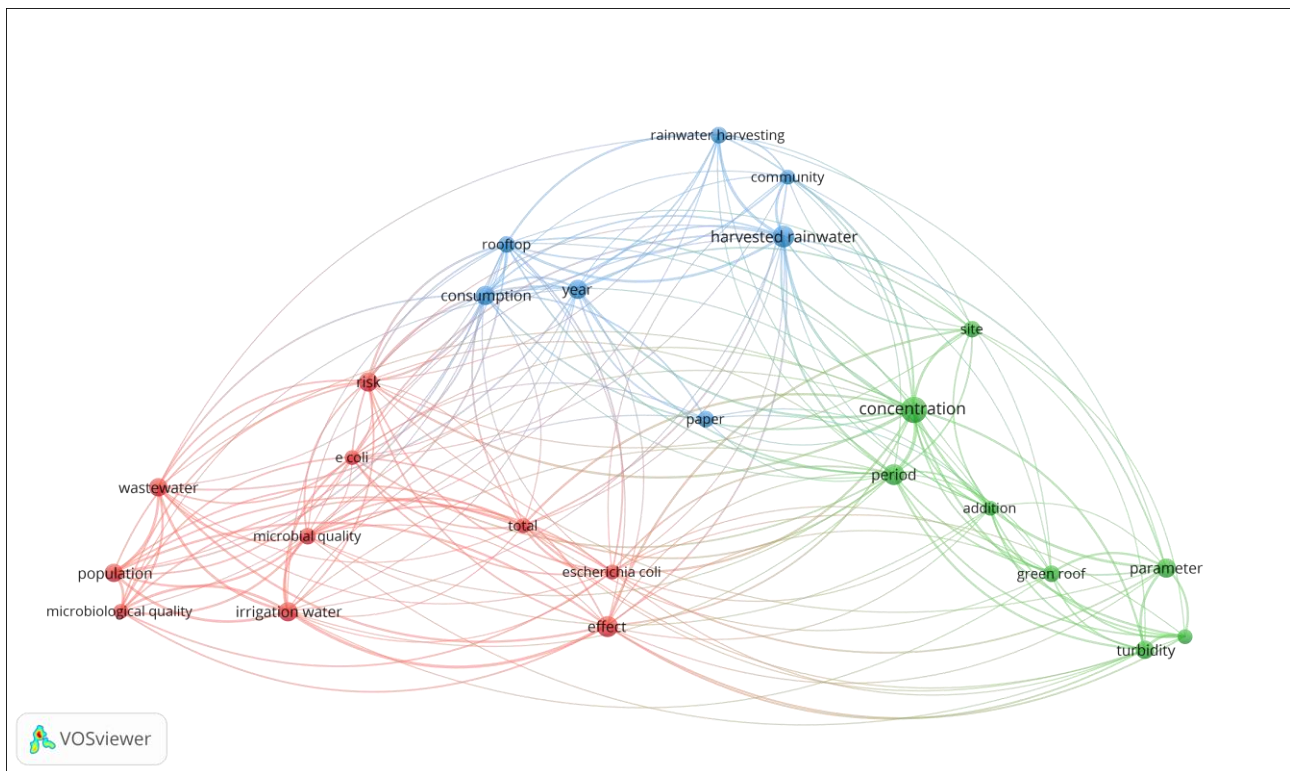 rainwater harvesting
community
harvested rainwater
rooftop
consumption
year
site
risk
concentration
paper
e coli
period
wastewater
addition
total
microbial quality
population
escherichia coli
green roof
parameter
microbiological quality
irrigation water
effect
turbidity
VOSviewer